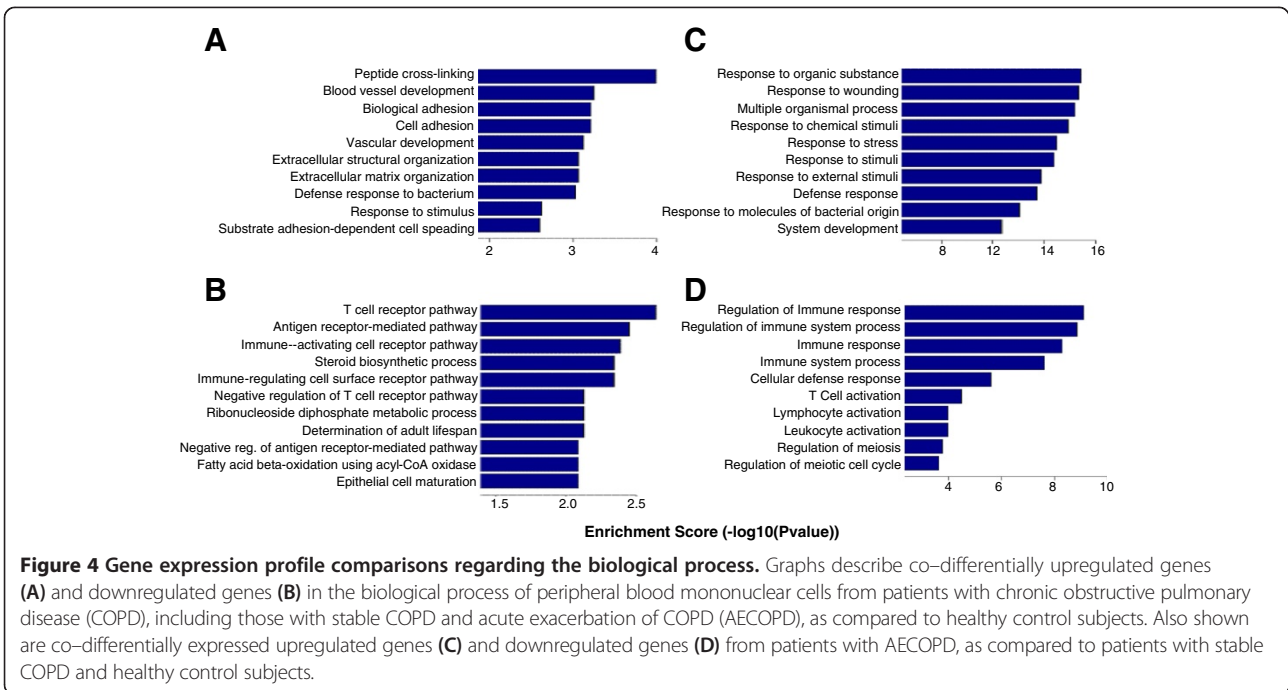 A
Peptide cross-linking
Blood vessel development
Biological adhesion
Cell adhesion
Vascular development
Extracellular structural organization
Extracellular matrix organization
Defense response to bacterium
Response to stimulus
Substrate adhesion-dependent cell speading
2 3 4
C
Response to organic substance
Response to wounding
Multiple organismal process
Response to chemical stimuli
Response to stress
Response to stimuli
Response to external stimuli
Defense response
Response to molecules of bacterial origin
System development
8 12 14 16
B
T cell receptor pathway
Antigen receptor-mediated pathway
Immune--activating cell receptor pathway
Steroid biosynthetic process
Immune-regulating cell surface receptor pathway
Negative regulation of T cell receptor pathway
Ribonucleoside diphosphate metabolic process
Determination of adult lifespan
Negative reg. of antigen receptor-mediated pathway
Fatty acid beta-oxidation using acyl-CoA oxidase
Epithelial cell maturation
1.5 2.0 2.5
D
Regulation of Immune response
Regulation of immune system process
Immune response
Immune system process
Cellular defense response
T Cell activation
Lymphocyte activation
Leukocyte activation
Regulation of meiosis
Regulation of meiotic cell cycle
4 6 8 10
Enrichment Score (-log10(Pvalue))
Figure 4 Gene expression profile comparisons regarding the biological process. Graphs describe co–differentially upregulated genes
(A) and downregulated genes (B) in the biological process of peripheral blood mononuclear cells from patients with chronic obstructive pulmonary
disease (COPD), including those with stable COPD and acute exacerbation of COPD (AECOPD), as compared to healthy control subjects. Also shown
are co–differentially expressed upregulated genes (C) and downregulated genes (D) from patients with AECOPD, as compared to patients with stable
COPD and healthy control subjects.